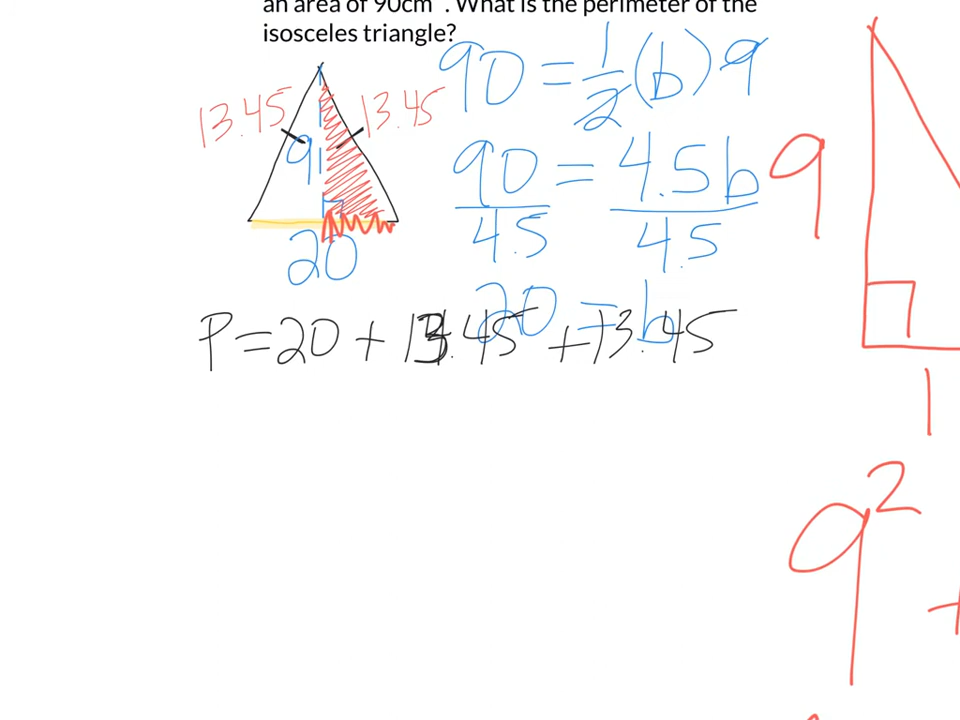 an area of 90cm . What is the perimeter of the
isosceles triangle?
90 = 1/2 (b) 9
13.45 13.45
9
90 = 4.5b
4.5 4.5
20
20 = b
9
P = 20 + 13.45 + 13.45
1
9²
+